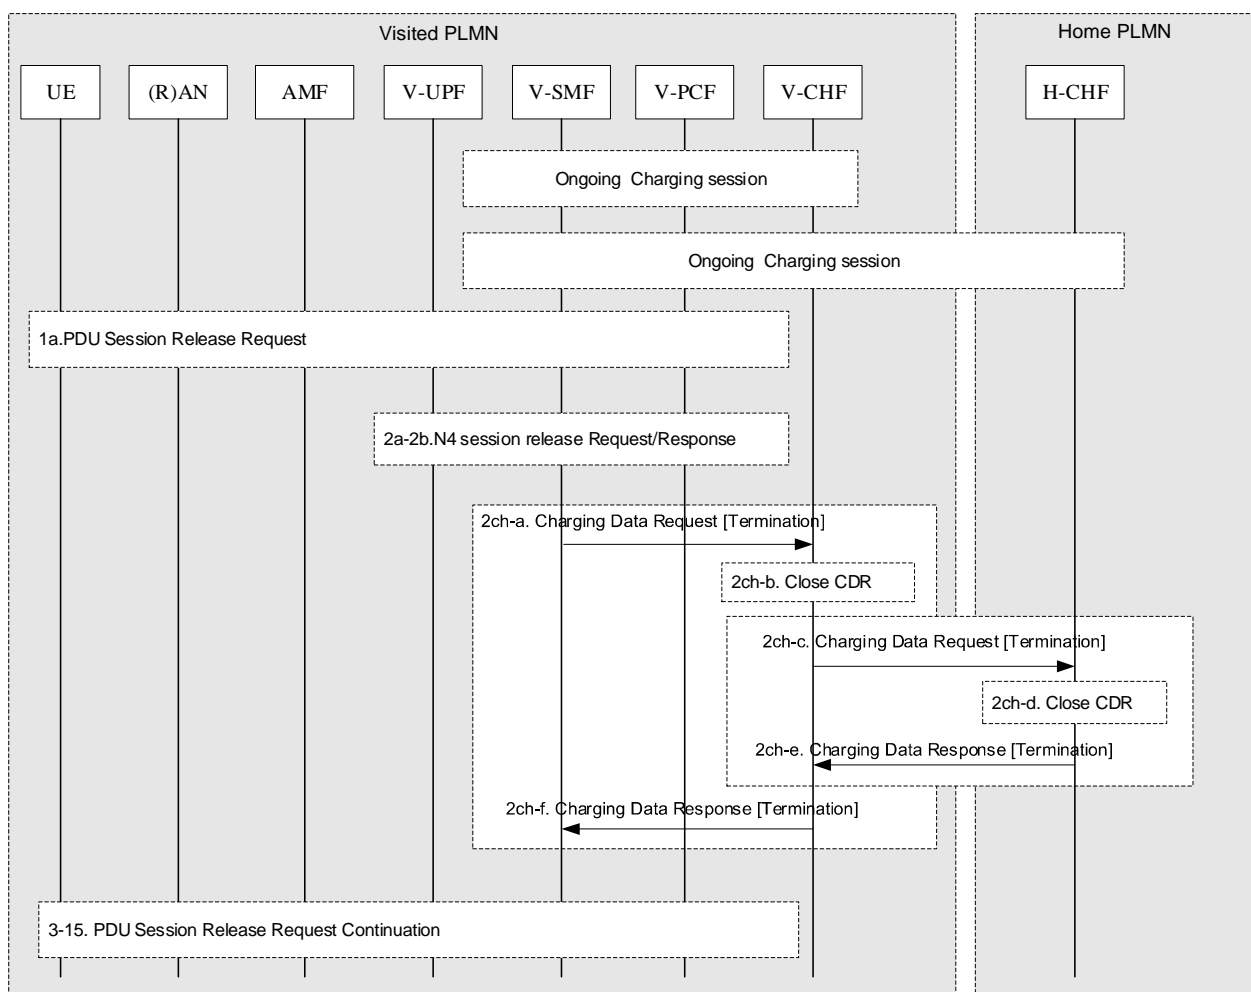 Visited PLMN
Home PLMN
UE
(R)AN
AMF
V-UPF
V-SMF
V-PCF
V-CHF
H-CHF
Ongoing Charging session
Ongoing Charging session
1a.PDU Session Release Request
2a-2b.N4 session release Request/Response
2ch-a. Charging Data Request [Termination]
2ch-b. Close CDR
2ch-c. Charging Data Request [Termination]
2ch-d. Close CDR
2ch-e. Charging Data Response [Termination]
2ch-f. Charging Data Response [Termination]
3-15. PDU Session Release Request Continuation